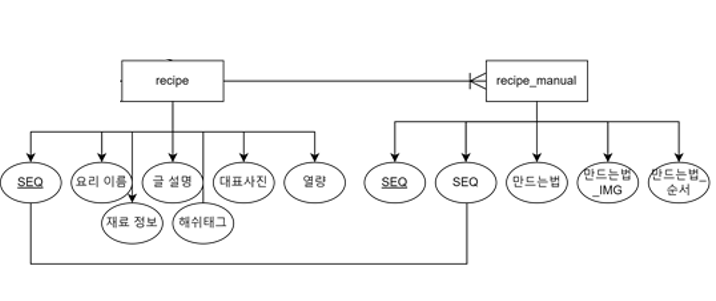 recipe
recipe_manual
SEQ
요리 이름
글 설명
대표사진
열량
재료 정보
해쉬태그
SEQ
SEQ
만드는법
만드는법
_IMG
만드는법_
순서